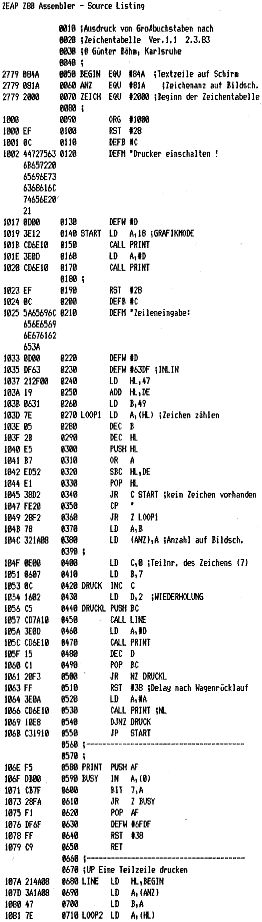 ZEAP Z80 Assembler - Source Listing
0010 ;Ausdruck von Großbuchstaben nach
0020 ;Zeichentabelle Ver.1.1 2.3.83
0030 ;@ Günter Böhm, Karlsruhe
0040 ;
2779 084A 0050 BEGIN EQU #84A ;Textzeile auf Schirm
2779 081A 0060 ANZ EQU #81A ;Zeichenanz auf Bildsch.
2779 2000 0070 ZEICH EQU #2000 ;Beginn der Zeichentabelle
0080 ;
1000 0090 ORG #1000
1000 EF 0100 RST #28
1001 0C 0110 DEFB #C
1002 44727563 0120 DEFM "Drucker einschalten !
6B657220
65696E73
6368616C
74656E20
21
1017 0D00 0130 DEFW #D
1019 3E12 0140 START LD A,18 ;GRAFIKMODE
101B CD6E10 0150 CALL PRINT
101E 3E0D 0160 LD A,#D
1020 CD6E10 0170 CALL PRINT
0180 ;
1023 EF 0190 RST #28
1024 0C 0200 DEFB #C
1025 5A65696C 0210 DEFM "Zeileneingabe:
656E6569
6E676162
653A
1033 0D00 0220 DEFW #D
1035 DF63 0230 DEFW #63DF ;INLIN
1037 212F00 0240 LD HL,47
103A 19 0250 ADD HL,DE
103B 0631 0260 LD B,49
103D 7E 0270 LOOP1 LD A,(HL) ;Zeichen zählen
103E 05 0280 DEC B
103F 2B 0290 DEC HL
1040 E5 0300 PUSH HL
1041 B7 0310 OR A
1042 ED52 0320 SBC HL,DE
1044 E1 0330 POP HL
1045 38D2 0340 JR C START ;kein Zeichen vorhanden
1047 FE20 0350 CP "
1049 28F2 0360 JR Z LOOP1
104B 78 0370 LD A,B
104C 321A08 0380 LD (ANZ),A ;Anzahl auf Bildsch.
0390 ;
104F 0E00 0400 LD C,0 ;Teilnr. des Zeichens (7)
1051 0607 0410 LD B,7
1053 0C 0420 DRUCK INC C
1054 1602 0430 LD D,2 ;WIEDERHOLUNG
1056 C5 0440 DRUCKL PUSH BC
1057 CD7A10 0450 CALL LINE
105A 3E0D 0460 LD A,#D
105C CD6E10 0470 CALL PRINT
105F 15 0480 DEC D
1060 C1 0490 POP BC
1061 20F3 0500 JR NZ DRUCKL
1063 FF 0510 RST #38 ;Delay nach Wagenrücklauf
1064 3E0A 0520 LD A,#A
1066 CD6E10 0530 CALL PRINT ;NL
1069 10E8 0540 DJNZ DRUCK
106B C31910 0550 JP START
0560 ;----------------------------------------
0570 ;
106E F5 0580 PRINT PUSH AF
106F DB00 0590 BUSY IN A,(0)
1071 CB7F 0600 BIT 7,A
1073 28FA 0610 JR Z BUSY
1075 F1 0620 POP AF
1076 DF6F 0630 DEFW #6FDF
1078 FF 0640 RST #38
1079 C9 0650 RET
0660 ;----------------------------------------
0670 ;UP Eine Teilzeile drucken
107A 214A08 0680 LINE LD HL,BEGIN
107D 3A1A08 0690 LD A,(ANZ)
1080 47 0700 LD B,A
1081 7E 0710 LOOP2 LD A,(HL)